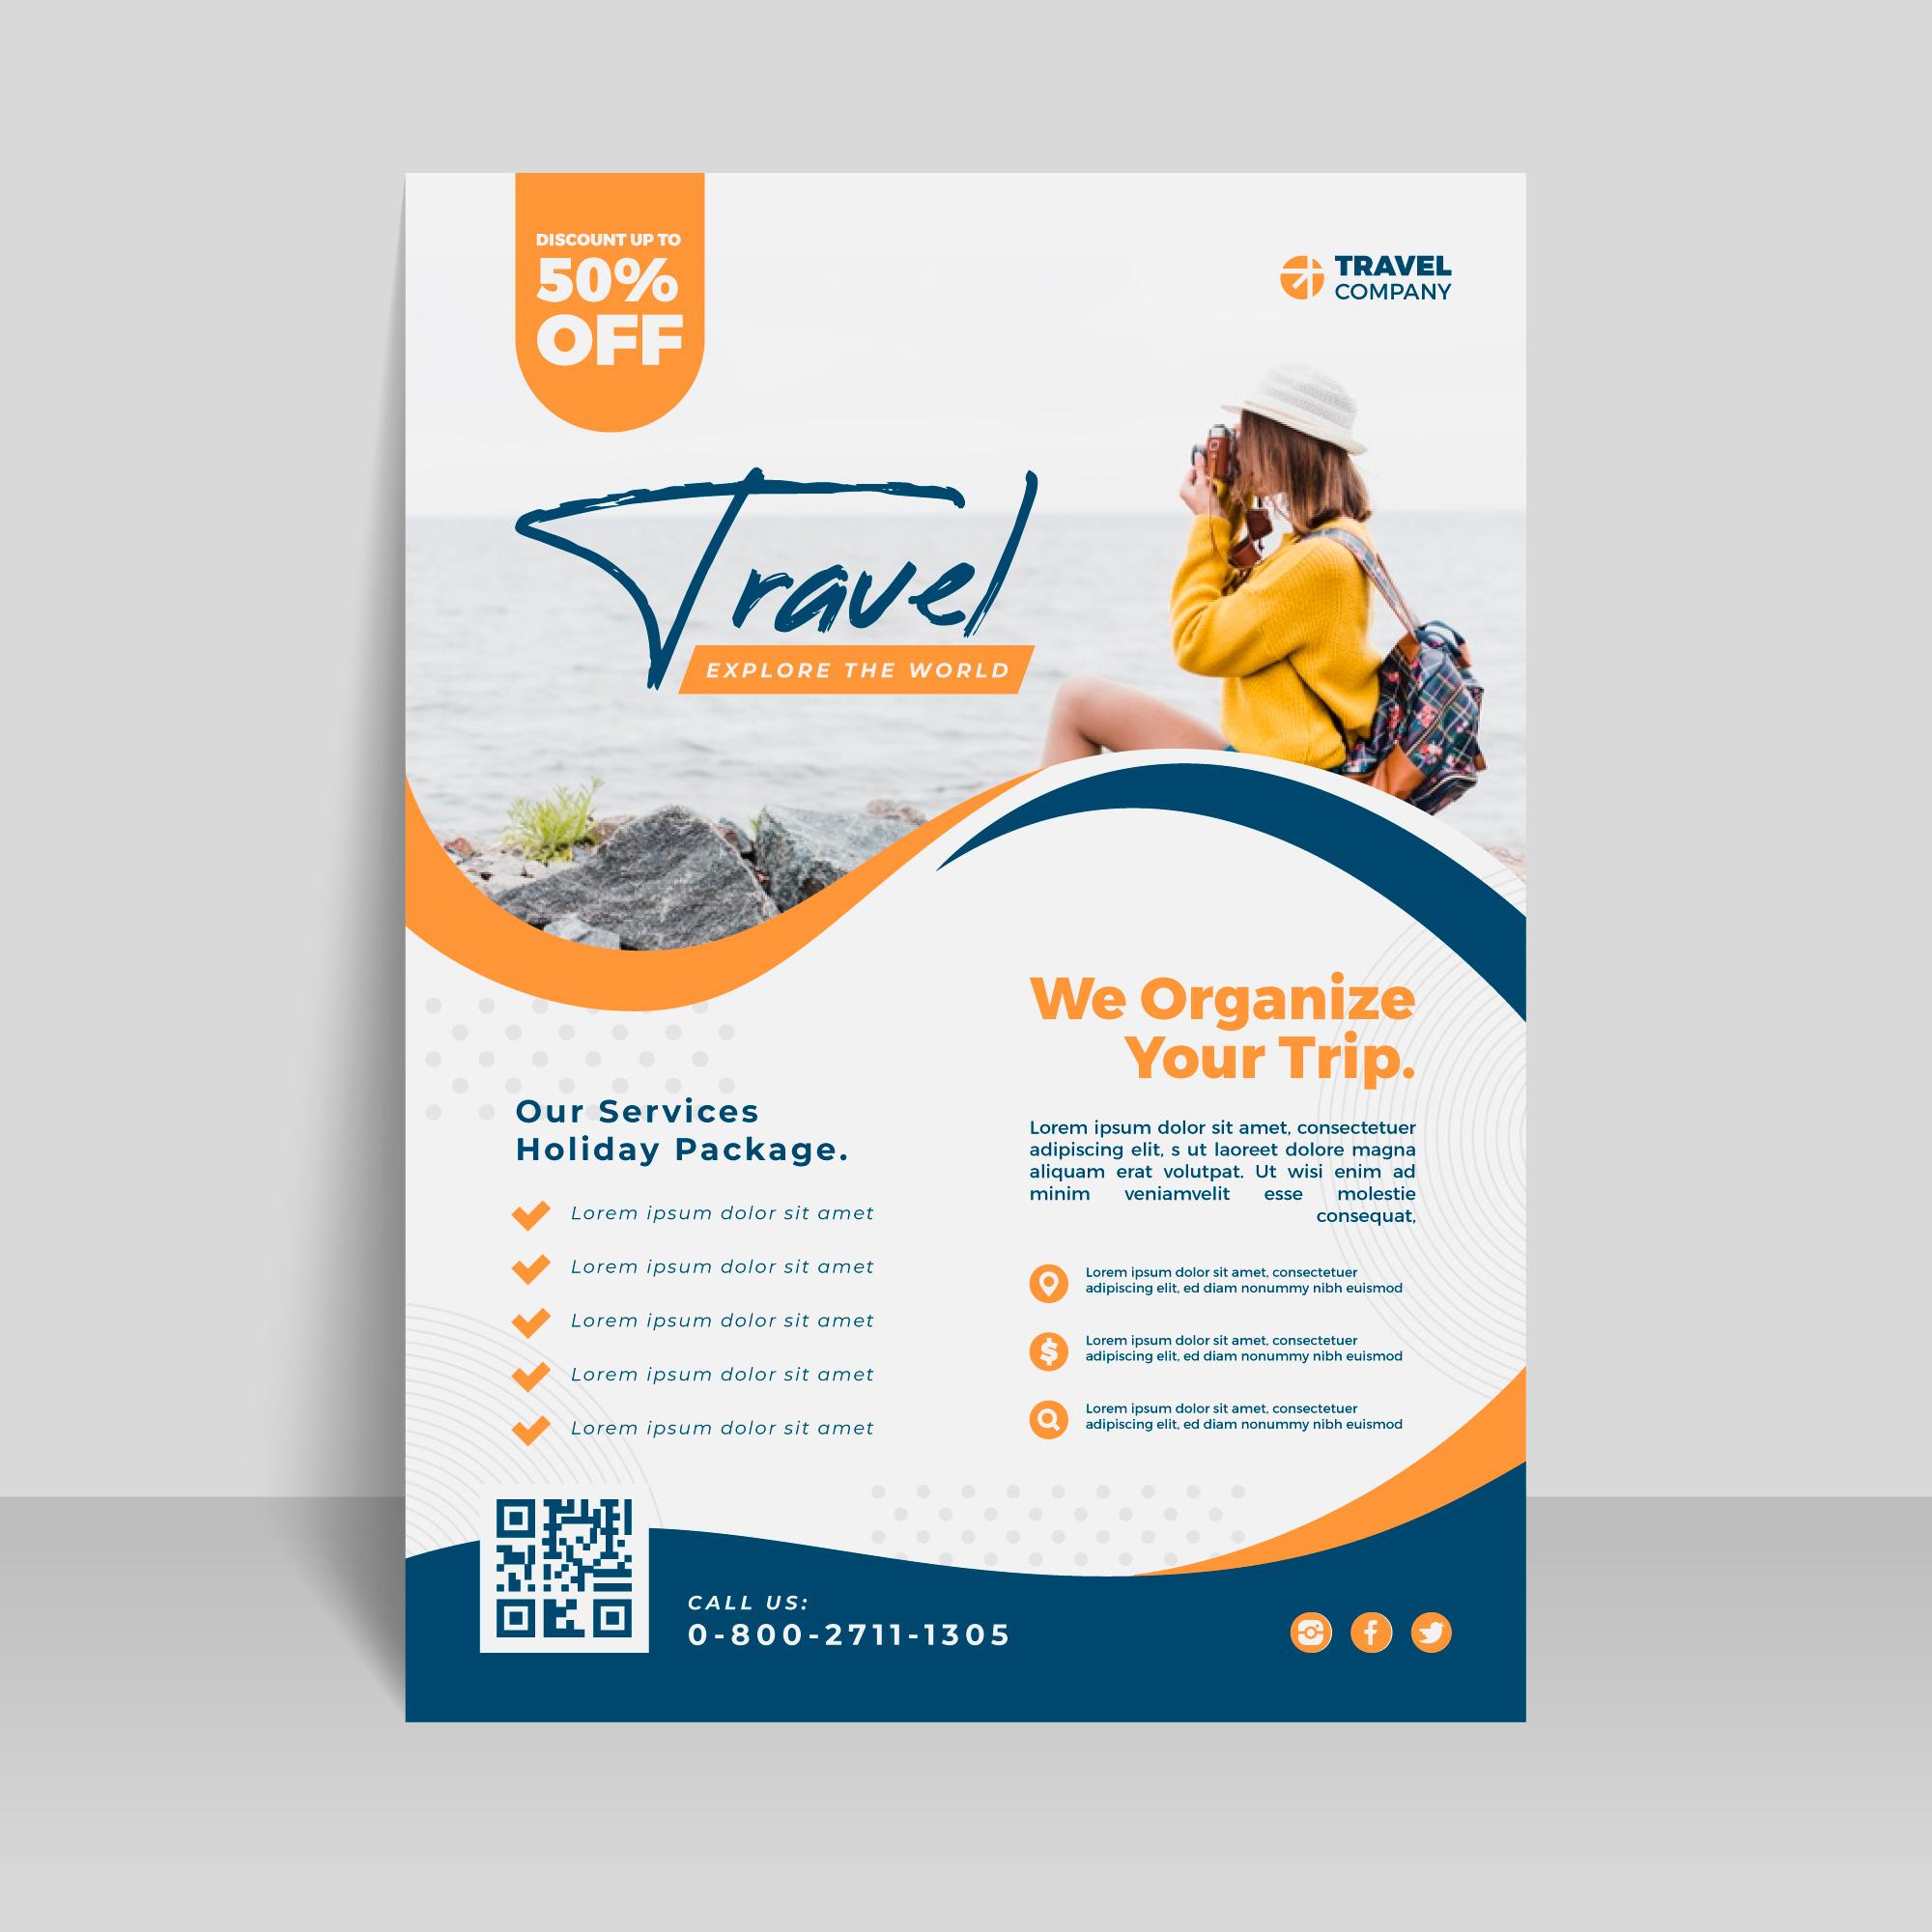 DISCOUNT UP TO
50%
OFF
TRAVEL
COMPANY
Travel
EXPLORE THE WORLD
We Organize
Your Trip.
Lorem ipsum dolor sit amet, consectetuer
adipiscing elit, s ut laoreet dolore magna
aliquam erat volutpat. Ut wisi enim ad
minim veniamvelit esse molestie
consequat,
Lorem ipsum dolor sit amet, consectetuer
adipiscing elit, ed diam nonummy nibh euismod
Lorem ipsum dolor sit amet, consectetuer
adipiscing elit, ed diam nonummy nibh euismod
Lorem ipsum dolor sit amet, consectetuer
adipiscing elit, ed diam nonummy nibh euismod
Our Services
Holiday Package.
Lorem ipsum dolor sit amet
Lorem ipsum dolor sit amet
Lorem ipsum dolor sit amet
Lorem ipsum dolor sit amet
Lorem ipsum dolor sit amet
CALL US:
0-800-2711-1305